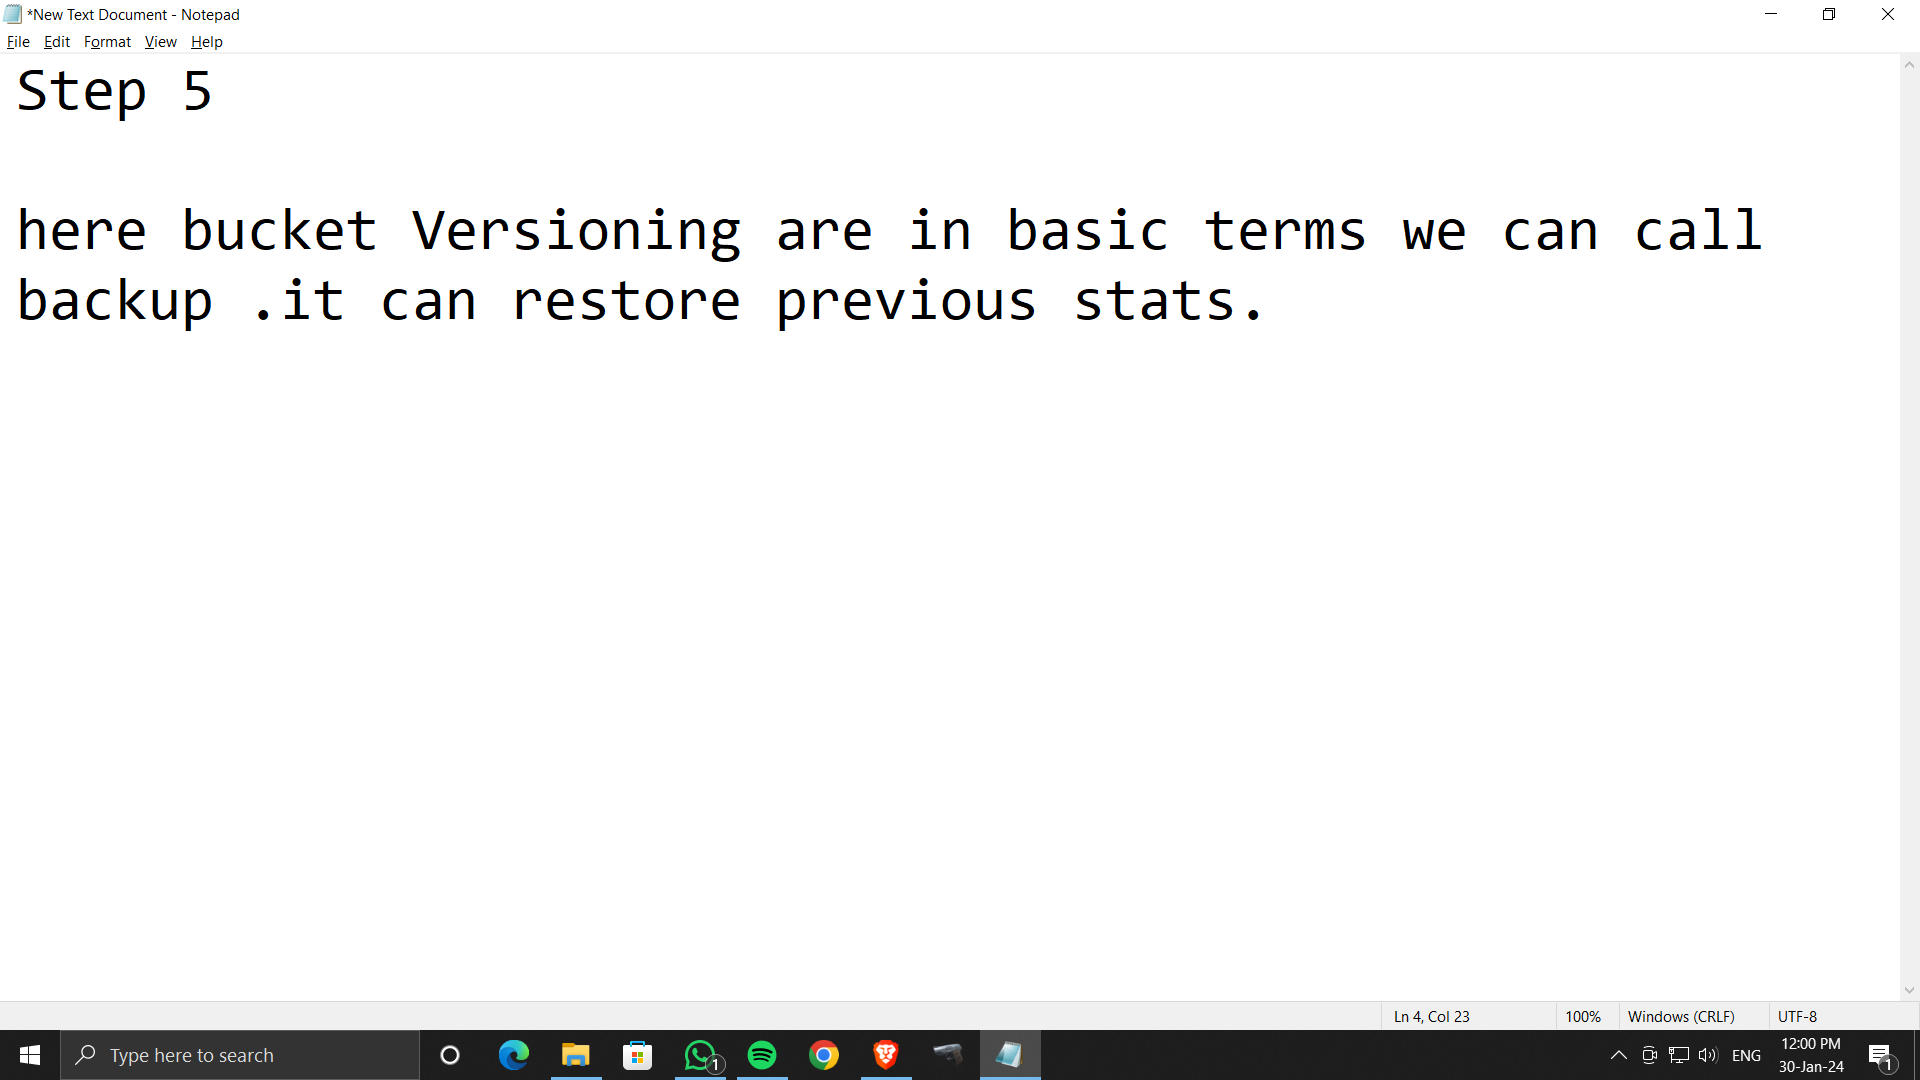 *New Text Document - Notepad
File Edit Format View Help
Step 5
here bucket Versioning are in basic terms we can call
backup .it can restore previous stats.
Ln 4, Col 23 100% Windows (CRLF) UTF-8
Type here to search 1 ENG 12:00 PM 1
30-Jan-24